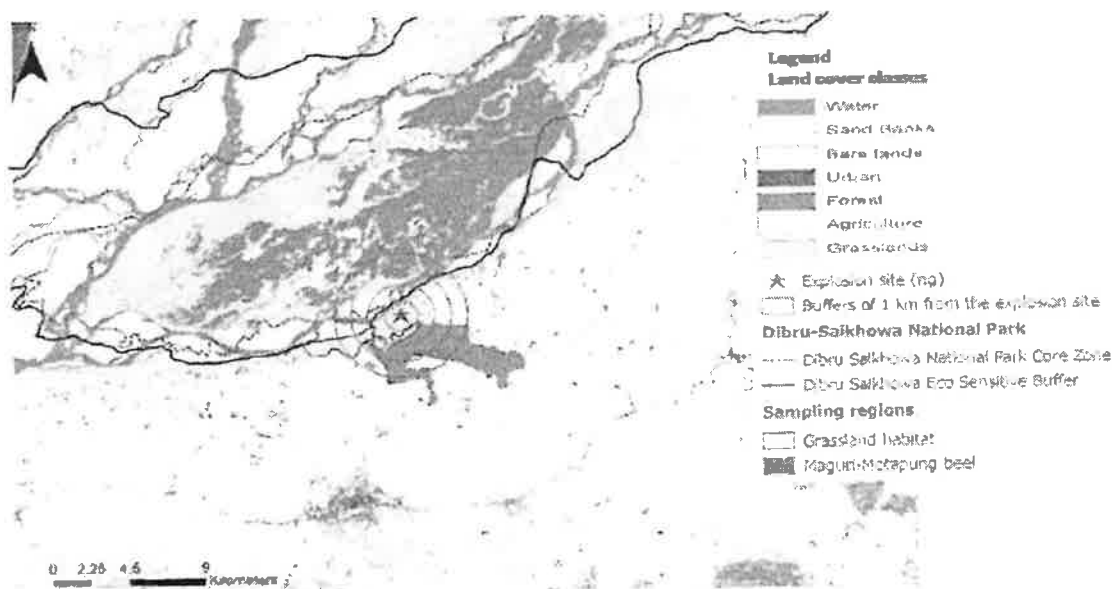 Legend
Land cover classes
Water
Sand Banks
Bare lands
Urban
Forest
Agriculture
Grasslands
Explosion site (ng)
Buffers of 1 km from the explosion site
Dibru-Saikhowa National Park
Dibru Saikhowa National Park Core Zone
Dibru Saikhowa Eco Sensitive Buffer
Sampling regions
Grassland habitat
Maguri-Motapung beel
0 2.25 4.5 9
Kilometers